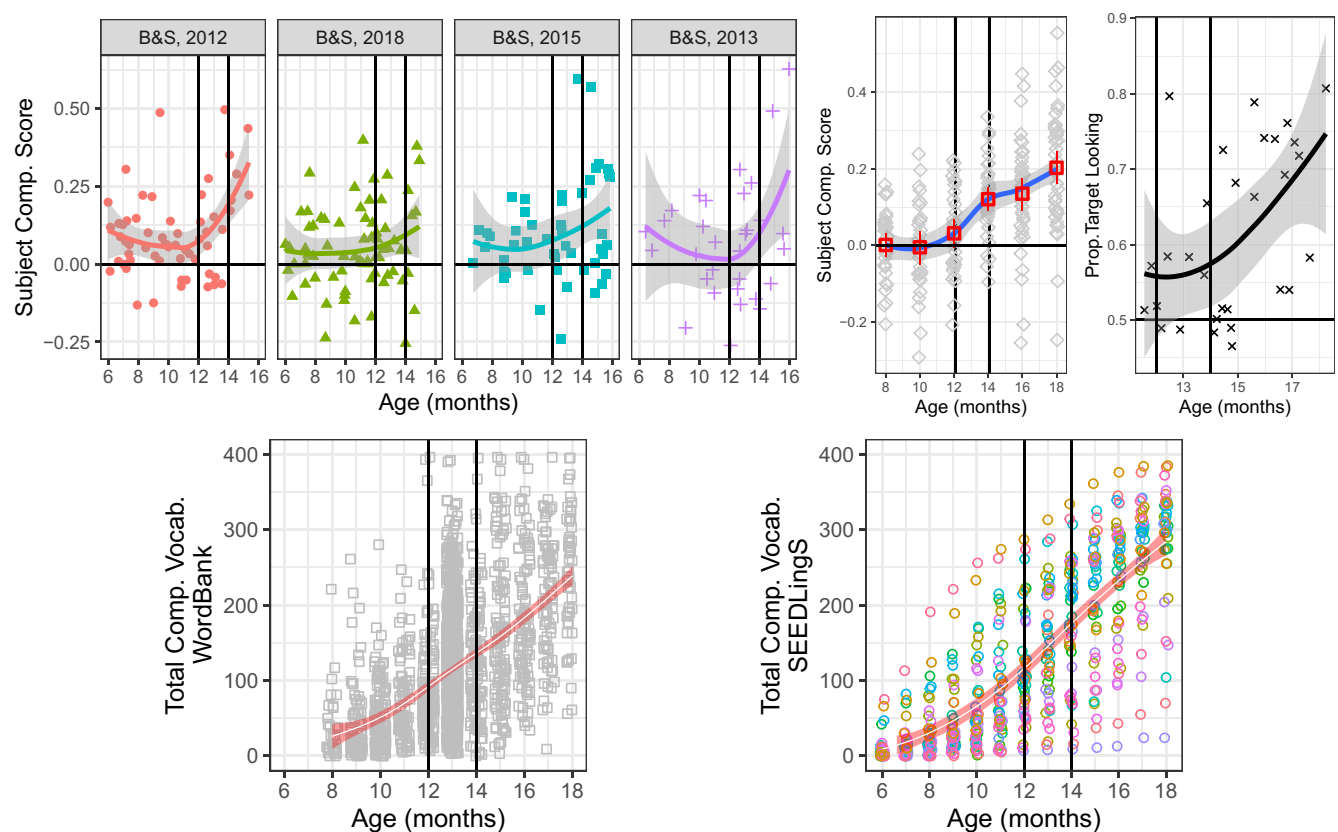 B&S, 2012 B&S, 2018 B&S, 2015 B&S, 2013
Subject Comp. Score
0.50
0.25
0.00
−0.25
6 8 10 12 14 16 6 8 10 12 14 16 6 8 10 12 14 16 6 8 10 12 14 16
Age (months)
Subject Comp. Score
0.4
0.2
0.0
−0.2
8 10 12 14 16 18
Age (months)
Prop.Target Looking
0.9
0.8
0.7
0.6
0.5
13 15 17
Age (months)
Total Comp. Vocab.
WordBank
400
300
200
100
0
6 8 10 12 14 16 18
Age (months)
Total Comp. Vocab.
SEEDLingS
400
300
200
100
0
6 8 10 12 14 16 18
Age (months)